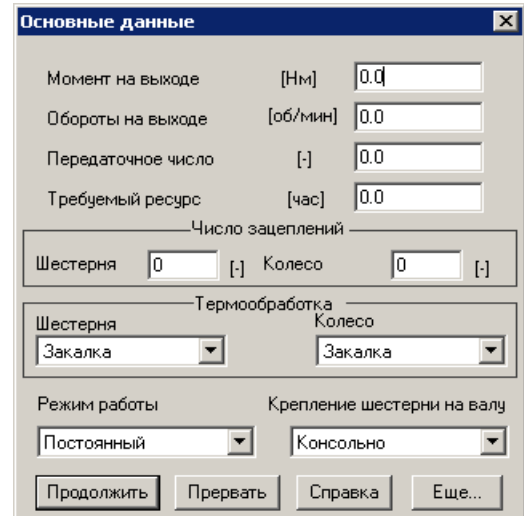 Основные данные
Момент на выходе [Нм] 0.0
Обороты на выходе [об/мин] 0.0
Передаточное число [-] 0.0
Требуемый ресурс [час] 0.0
Число зацеплений
Шестерня 0 [-] Колесо 0 [-]
Термообработка
Шестерня Колесо
Закалка Закалка
Режим работы Крепление шестерни на валу
Постоянный Консольно
Продолжить Прервать Справка Еще...